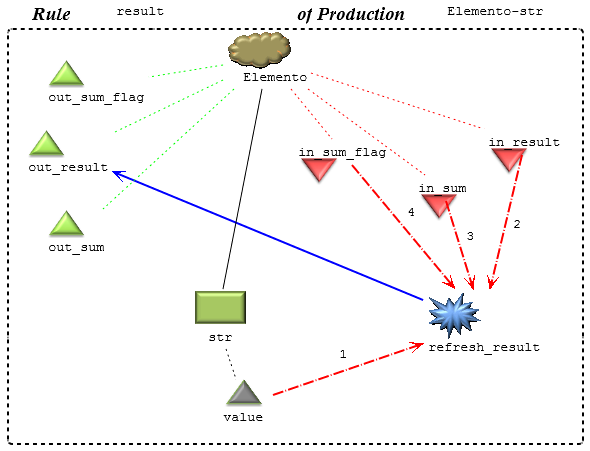 Rule result of Production Elemento-str
Elemento
out_sum_flag
out_result
out_sum
in_sum_flag
in_result
in_sum
4
3
2
str
refresh_result
1
value